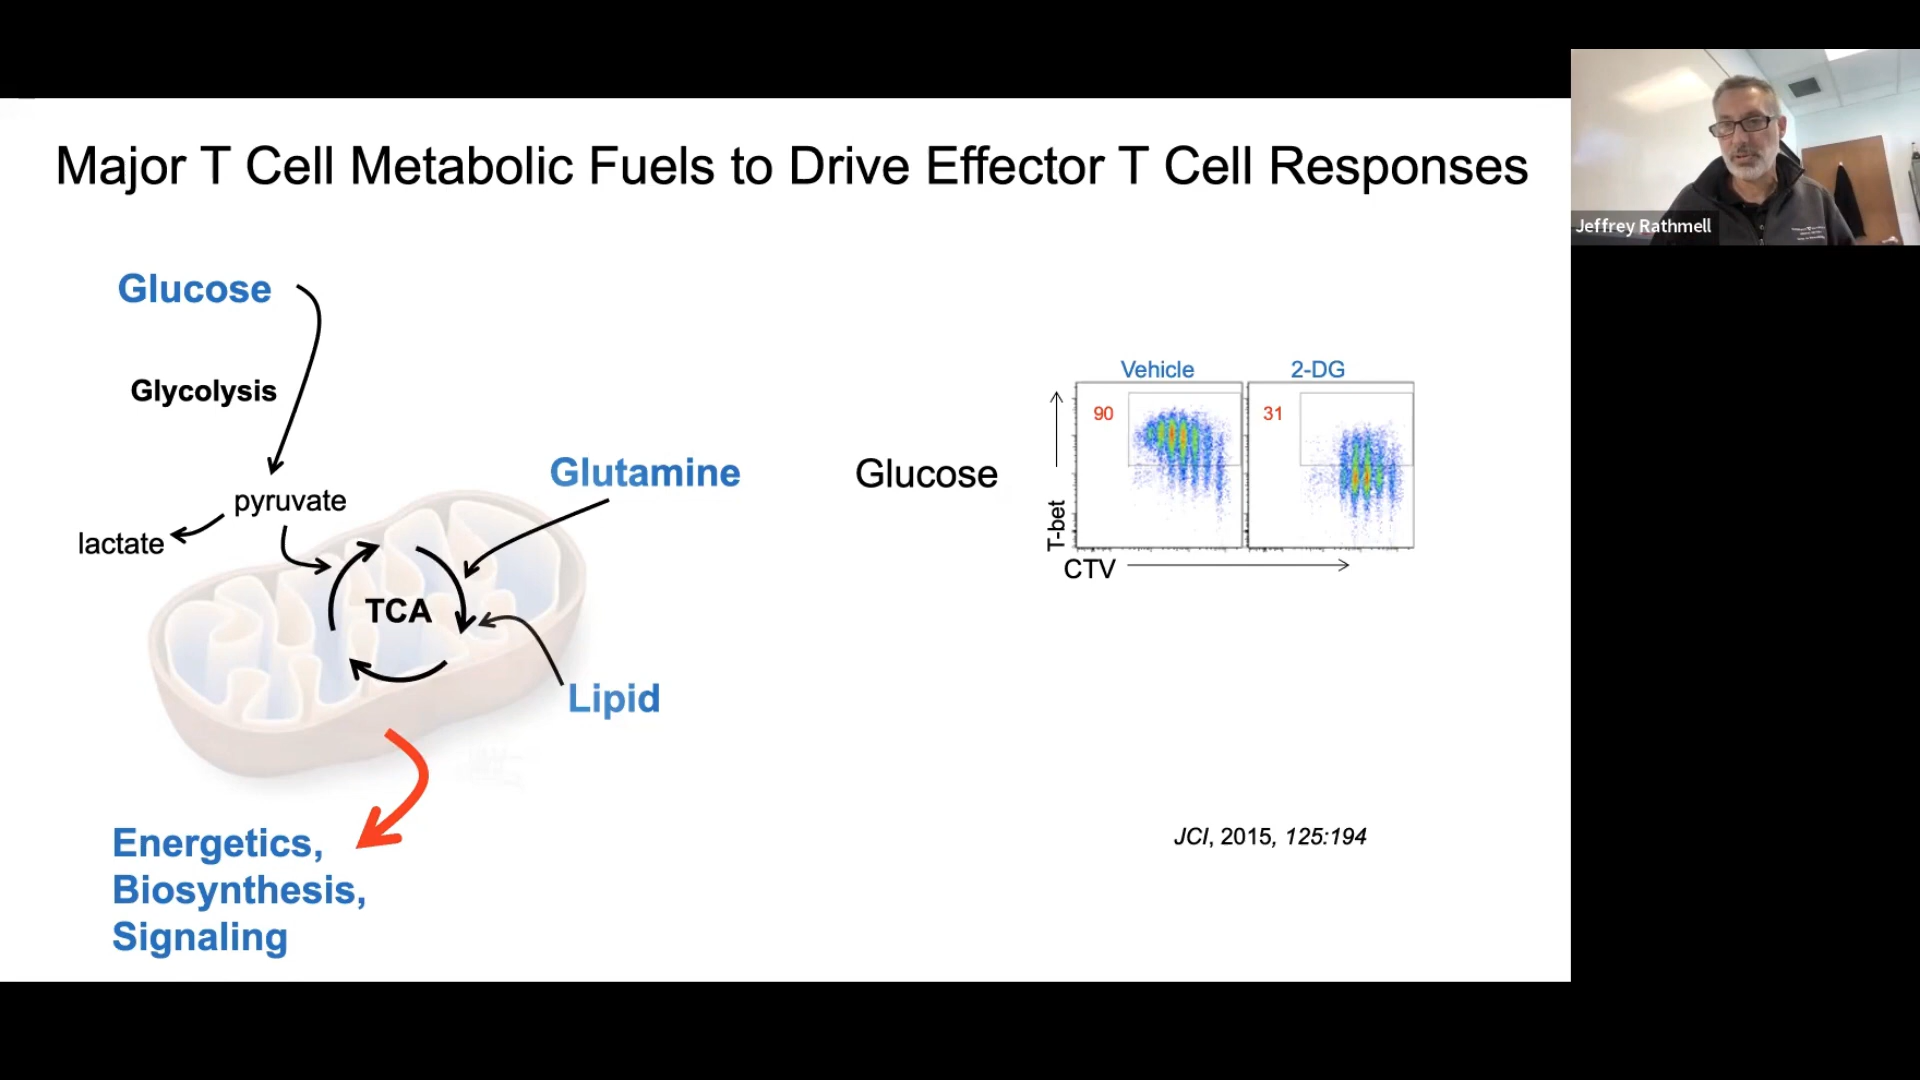 Major T Cell Metabolic Fuels to Drive Effector T Cell Responses
Jeffrey Rathmell
Glucose
Glycolysis
pyruvate
lactate
Glutamine
TCA
Lipid
Energetics,
Biosynthesis,
Signaling
Glucose
Vehicle
2-DG
90
31
T-bet
CTV
JCI, 2015, 125:194